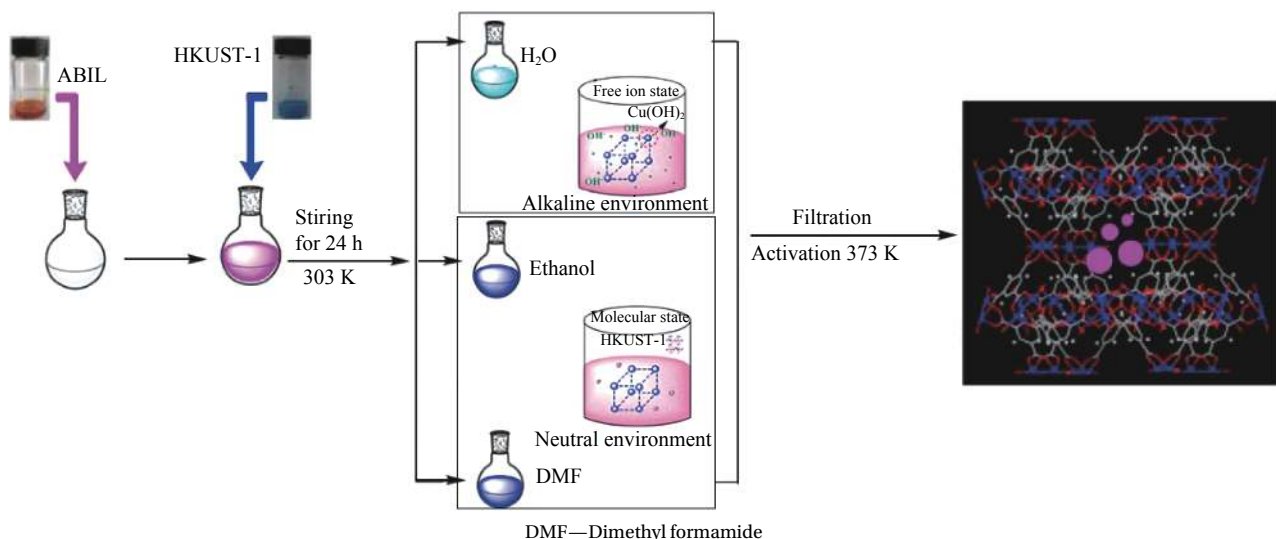 ABIL
HKUST-1
Stiring
for 24 h
303 K
H₂O
Free ion state
Cu(OH)₂
OH
OH
OH
OH
Alkaline environment
Ethanol
Molecular state
HKUST-1
Neutral environment
DMF
Filtration
Activation 373 K
DMF—Dimethyl formamide